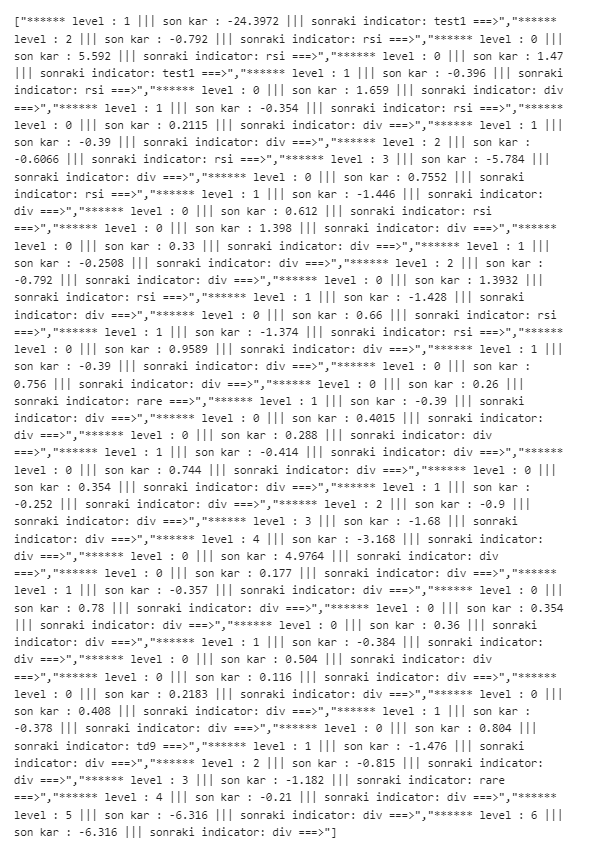 ["****** level : 1 ||| son kar : -24.3972 ||| sonraki indicator: test1 ===>","******
level : 2 ||| son kar : -0.792 ||| sonraki indicator: rsi ===>","****** level : 0 |||
son kar : 5.592 ||| sonraki indicator: rsi ===>","****** level : 0 ||| son kar : 1.47
||| sonraki indicator: test1 ===>","****** level : 1 ||| son kar : -0.396 ||| sonraki
indicator: rsi ===>","****** level : 0 ||| son kar : 1.659 ||| sonraki indicator: div
===>","****** level : 1 ||| son kar : -0.354 ||| sonraki indicator: rsi ===>","******
level : 0 ||| son kar : 0.2115 ||| sonraki indicator: div ===>","****** level : 1 |||
son kar : -0.39 ||| sonraki indicator: div ===>","****** level : 2 ||| son kar :
-0.6066 ||| sonraki indicator: rsi ===>","****** level : 3 ||| son kar : -5.784 |||
sonraki indicator: div ===>","****** level : 0 ||| son kar : 0.7552 ||| sonraki
indicator: rsi ===>","****** level : 1 ||| son kar : -1.446 ||| sonraki indicator:
div ===>","****** level : 0 ||| son kar : 0.612 ||| sonraki indicator: rsi
===>","****** level : 0 ||| son kar : 1.398 ||| sonraki indicator: div ===>","******
level : 0 ||| son kar : 0.33 ||| sonraki indicator: div ===>","****** level : 1 |||
son kar : -0.2508 ||| sonraki indicator: div ===>","****** level : 2 ||| son kar :
-0.792 ||| sonraki indicator: div ===>","****** level : 0 ||| son kar : 1.3932 |||
sonraki indicator: rsi ===>","****** level : 1 ||| son kar : -1.428 ||| sonraki
indicator: div ===>","****** level : 0 ||| son kar : 0.66 ||| sonraki indicator: rsi
===>","****** level : 1 ||| son kar : -1.374 ||| sonraki indicator: rsi ===>","******
level : 0 ||| son kar : 0.9589 ||| sonraki indicator: div ===>","****** level : 1 |||
son kar : -0.39 ||| sonraki indicator: div ===>","****** level : 0 ||| son kar :
0.756 ||| sonraki indicator: div ===>","****** level : 0 ||| son kar : 0.26 |||
sonraki indicator: rare ===>","****** level : 1 ||| son kar : -0.39 ||| sonraki
indicator: div ===>","****** level : 0 ||| son kar : 0.4015 ||| sonraki indicator:
div ===>","****** level : 0 ||| son kar : 0.288 ||| sonraki indicator: div
===>","****** level : 1 ||| son kar : -0.414 ||| sonraki indicator: div ===>","******
level : 0 ||| son kar : 0.744 ||| sonraki indicator: div ===>","****** level : 0 |||
son kar : 0.354 ||| sonraki indicator: div ===>","****** level : 1 ||| son kar :
-0.252 ||| sonraki indicator: div ===>","****** level : 2 ||| son kar : -0.9 |||
sonraki indicator: div ===>","****** level : 3 ||| son kar : -1.68 ||| sonraki
indicator: div ===>","****** level : 4 ||| son kar : -3.168 ||| sonraki indicator:
div ===>","****** level : 0 ||| son kar : 4.9764 ||| sonraki indicator: div
===>","****** level : 0 ||| son kar : 0.177 ||| sonraki indicator: div ===>","******
level : 1 ||| son kar : -0.357 ||| sonraki indicator: div ===>","****** level : 0 |||
son kar : 0.78 ||| sonraki indicator: div ===>","****** level : 0 ||| son kar : 0.354
||| sonraki indicator: div ===>","****** level : 0 ||| son kar : 0.36 ||| sonraki
indicator: div ===>","****** level : 1 ||| son kar : -0.384 ||| sonraki indicator:
div ===>","****** level : 0 ||| son kar : 0.504 ||| sonraki indicator: div
===>","****** level : 0 ||| son kar : 0.116 ||| sonraki indicator: div ===>","******
level : 0 ||| son kar : 0.2183 ||| sonraki indicator: div ===>","****** level : 0 |||
son kar : 0.408 ||| sonraki indicator: div ===>","****** level : 1 ||| son kar :
-0.378 ||| sonraki indicator: div ===>","****** level : 0 ||| son kar : 0.804 |||
sonraki indicator: td9 ===>","****** level : 1 ||| son kar : -1.476 ||| sonraki
indicator: div ===>","****** level : 2 ||| son kar : -0.815 ||| sonraki indicator:
div ===>","****** level : 3 ||| son kar : -1.182 ||| sonraki indicator: rare
===>","****** level : 4 ||| son kar : -0.21 ||| sonraki indicator: div ===>","******
level : 5 ||| son kar : -6.316 ||| sonraki indicator: div ===>","****** level : 6 |||
son kar : -6.316 ||| sonraki indicator: div ===>"]